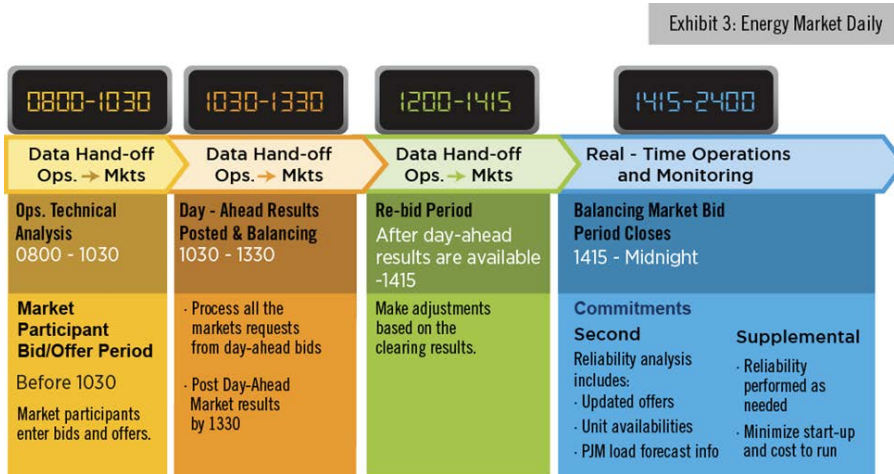 Exhibit 3: Energy Market Daily
0800-1030
Data Hand-off
Ops. → Mkts
Ops. Technical
Analysis
0800 - 1030
Market
Participant
Bid/Offer Period
Before 1030
Market participants
enter bids and offers.
1030-1330
Data Hand-off
Ops. → Mkts
Day - Ahead Results
Posted & Balancing
1030 - 1330
· Process all the
markets requests
from day-ahead bids
· Post Day-Ahead
Market results
by 1330
1200-1415
Data Hand-off
Ops. → Mkts
Re-bid Period
After day-ahead
results are available
-1415
Make adjustments
based on the
clearing results.
1415-2400
Real - Time Operations
and Monitoring
Balancing Market Bid
Period Closes
1415 - Midnight
Commitments
Second
Reliability analysis
includes:
· Updated offers
· Unit availabilities
· PJM load forecast info
Supplemental
· Reliability
performed as
needed
· Minimize start-up
and cost to run